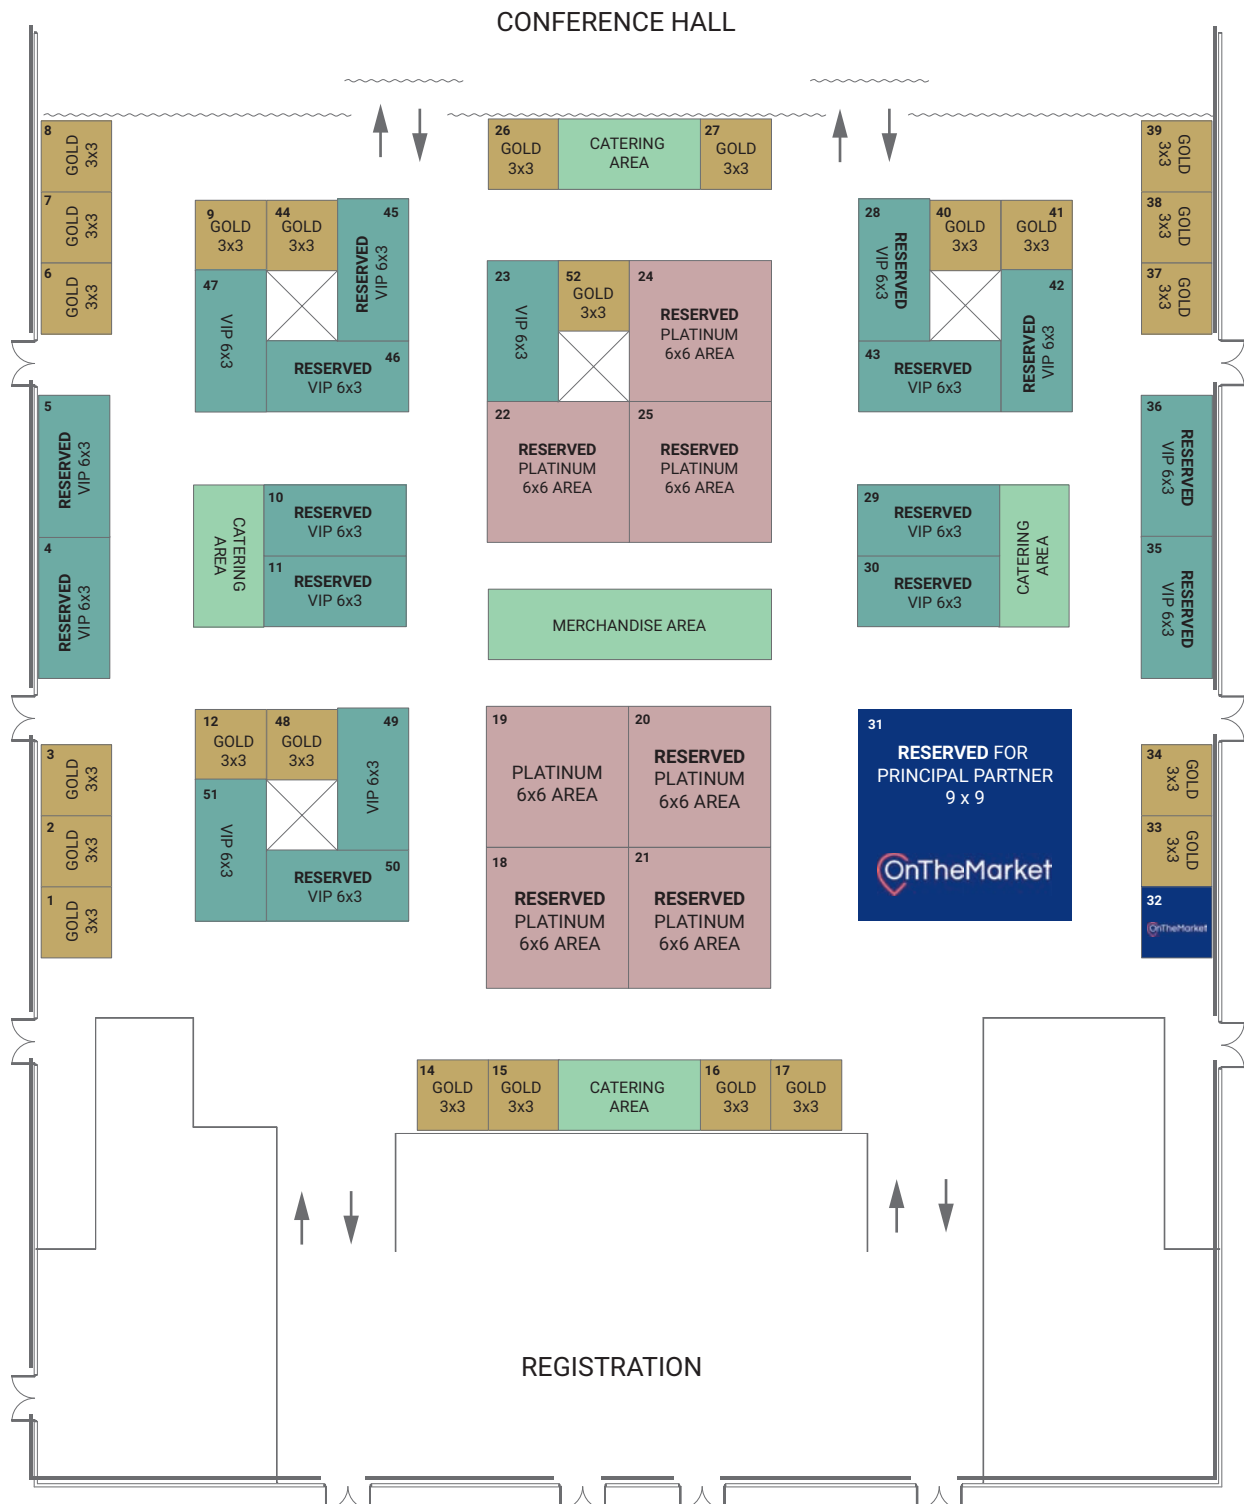 CONFERENCE HALL
8
GOLD
3x3
7
GOLD
3x3
6
GOLD
3x3
26
GOLD
3x3
CATERING
AREA
27
GOLD
3x3
39
GOLD
3x3
38
GOLD
3x3
37
GOLD
3x3
9
GOLD
3x3
44
GOLD
3x3
45
RESERVED
VIP 6x3
47
VIP 6x3
46
RESERVED
VIP 6x3
23
VIP 6x3
52
GOLD
3x3
24
RESERVED
PLATINUM
6x6 AREA
22
RESERVED
PLATINUM
6x6 AREA
25
RESERVED
PLATINUM
6x6 AREA
28
RESERVED
VIP 6x3
40
GOLD
3x3
41
GOLD
3x3
42
RESERVED
VIP 6x3
43
RESERVED
VIP 6x3
5
RESERVED
VIP 6x3
4
RESERVED
VIP 6x3
CATERING
AREA
10
RESERVED
VIP 6x3
11
RESERVED
VIP 6x3
MERCHANDISE AREA
29
RESERVED
VIP 6x3
30
RESERVED
VIP 6x3
CATERING
AREA
36
RESERVED
VIP 6x3
35
RESERVED
VIP 6x3
3
GOLD
3x3
2
GOLD
3x3
1
GOLD
3x3
12
GOLD
3x3
48
GOLD
3x3
49
VIP 6x3
51
VIP 6x3
50
RESERVED
VIP 6x3
19
PLATINUM
6x6 AREA
20
RESERVED
PLATINUM
6x6 AREA
18
RESERVED
PLATINUM
6x6 AREA
21
RESERVED
PLATINUM
6x6 AREA
31
RESERVED FOR
PRINCIPAL PARTNER
9 x 9
OnTheMarket
34
GOLD
3x3
33
GOLD
3x3
32
OnTheMarket
14
GOLD
3x3
15
GOLD
3x3
CATERING
AREA
16
GOLD
3x3
17
GOLD
3x3
REGISTRATION